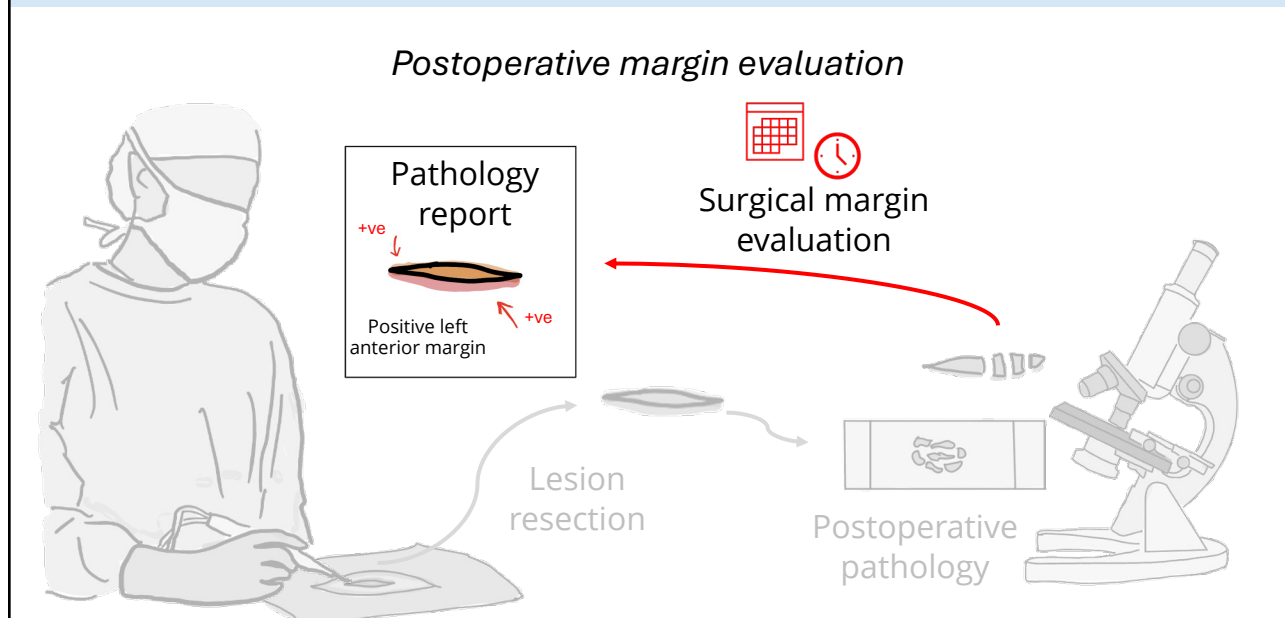 Postoperative margin evaluation
Pathology
report
+ve
+ve
Positive left
anterior margin
Surgical margin
evaluation
Lesion
resection
Postoperative
pathology